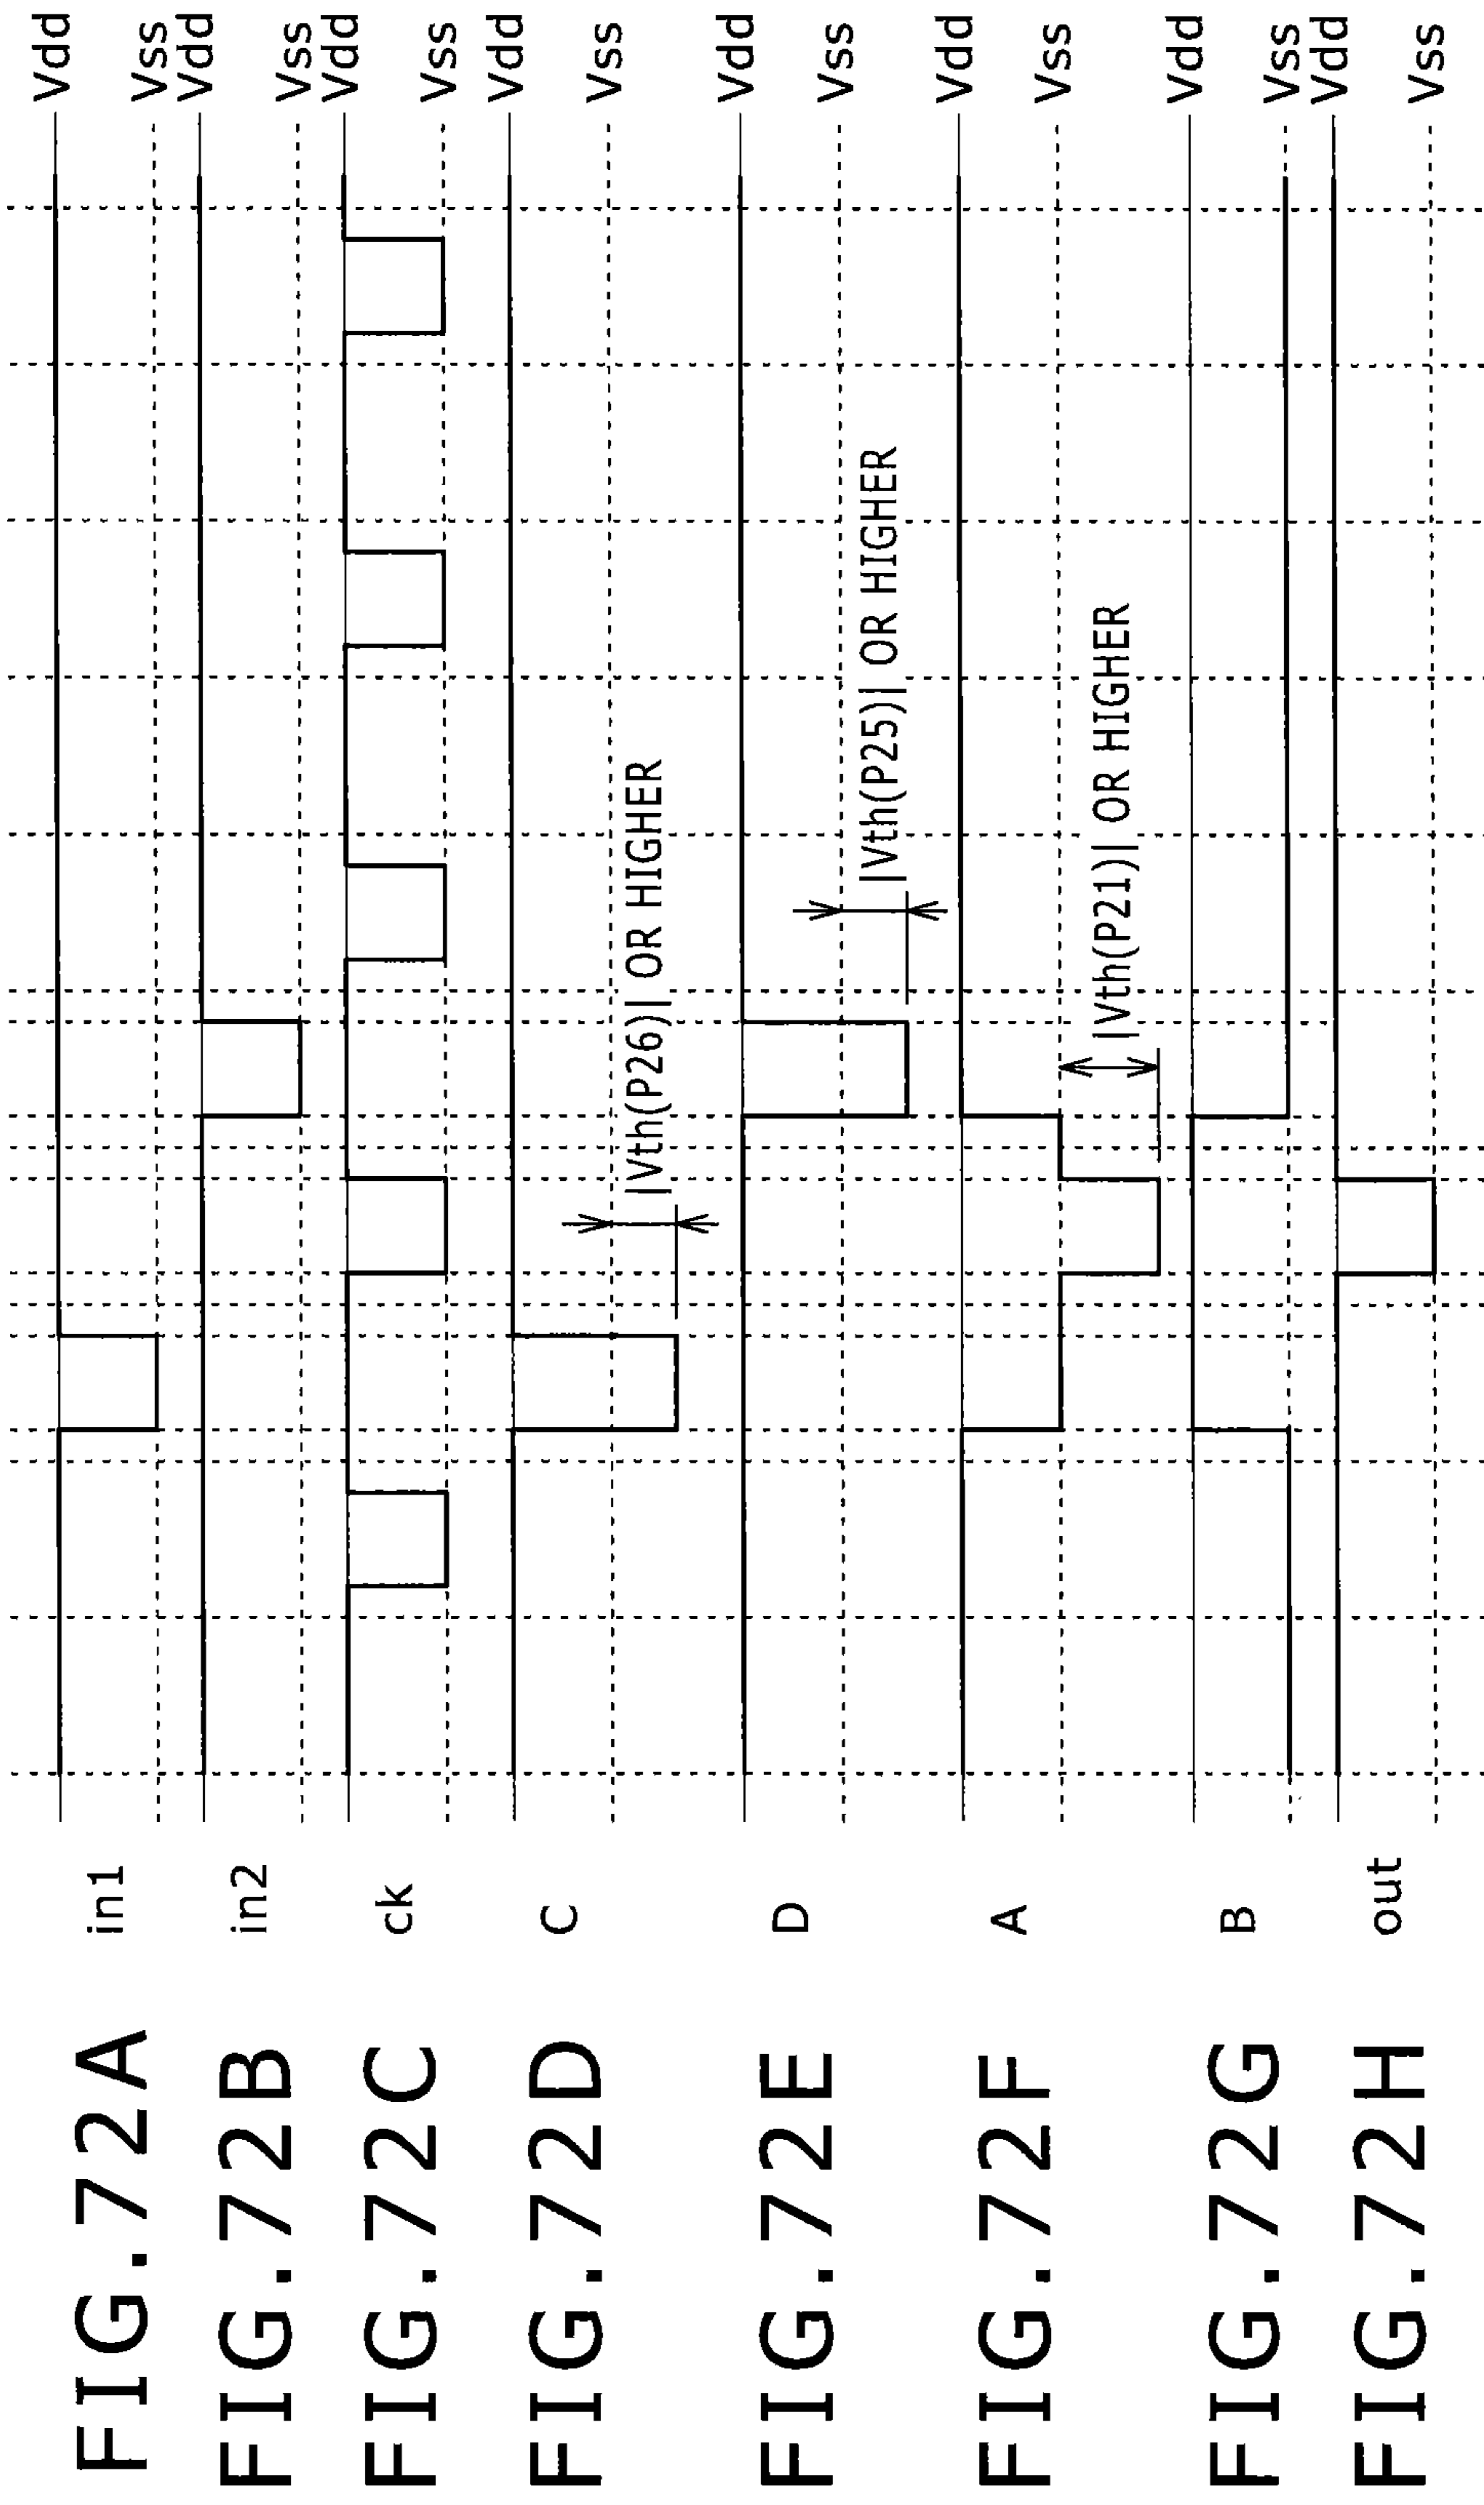 FIG.72A in1 Vdd
Vss
FIG.72B in2 Vdd
Vss
FIG.72C ck Vdd
Vss
FIG.72D C Vdd
Vss
|Vth(P26)| OR HIGHER
FIG.72E D Vdd
Vss
|Vth(P25)| OR HIGHER
FIG.72F A Vdd
Vss
|Vth(P21)| OR HIGHER
FIG.72G B Vdd
Vss
FIG.72H out Vdd
Vss